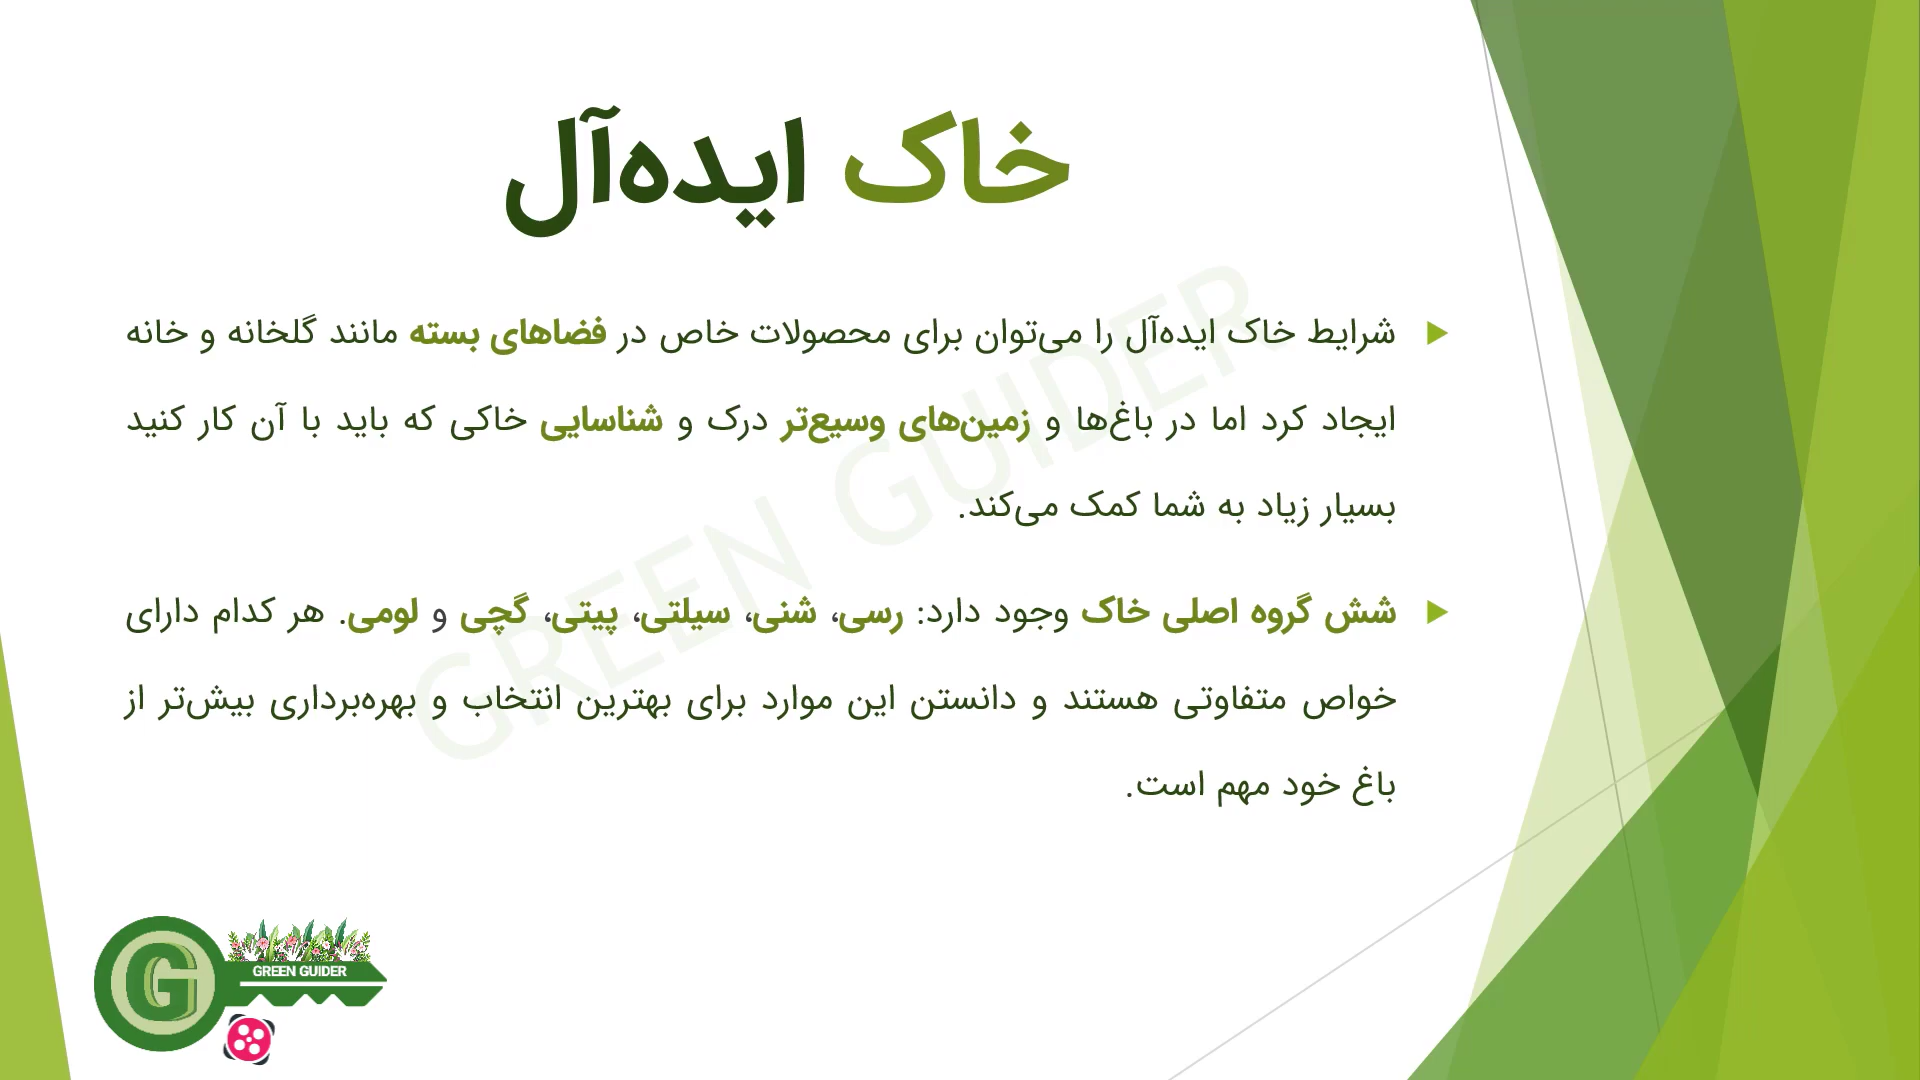 خاک ایده‌آل
شرایط خاک ایده‌آل را می‌توان برای محصولات خاص در فضاهای بسته مانند گلخانه و خانه
ایجاد کرد اما در باغ‌ها و زمین‌های وسیع‌تر درک و شناسایی خاکی که باید با آن کار کنید
بسیار زیاد به شما کمک می‌کند.
شش گروه اصلی خاک وجود دارد: رسی، شنی، سیلتی، پیتی، گچی و لومی. هر کدام دارای
خواص متفاوتی هستند و دانستن این موارد برای بهترین انتخاب و بهره‌برداری بیش‌تر از
باغ خود مهم است.
GREEN GUIDER
G
GREEN GUIDER